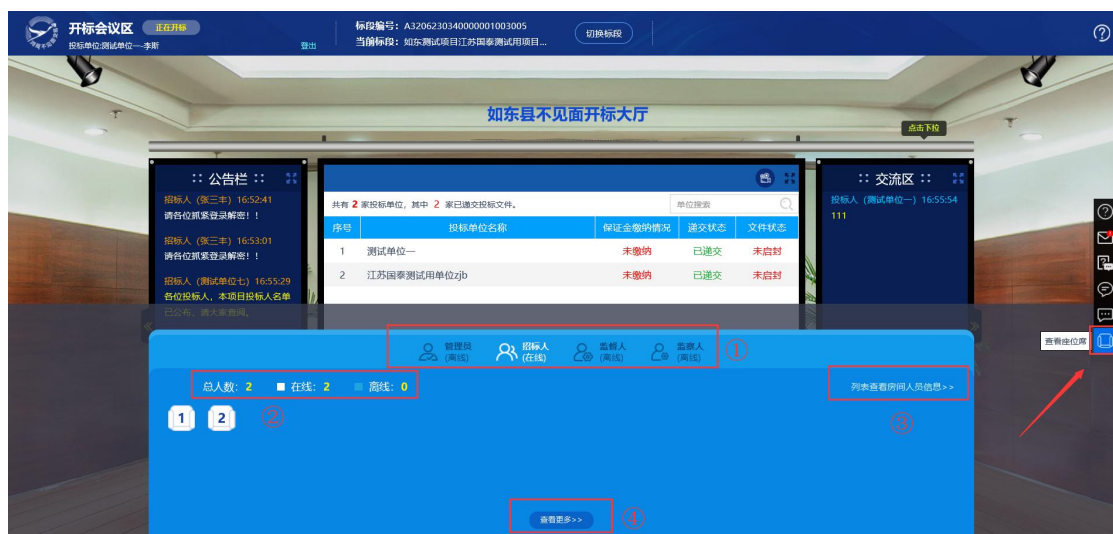 开标会议区 正在开标
投标单位:测试单位一--李斯 登出
标段编号：A3206230340000001003005
当前标段：如东测试项目江苏国泰测试用项目...
切换标段
如东县不见面开标大厅
点击下拉
:: 公告栏 ::
招标人（张三丰）16:52:41
请各位抓紧登录解密！！
招标人（张三丰）16:53:01
请各位抓紧登录解密！！
招标人（测试单位七）16:55:29
各位投标人，本项目投标人名单
已公布，请大家查阅。
共有 2 家投标单位，其中 2 家已递交投标文件。 单位搜索
序号 投标单位名称 保证金缴纳情况 递交状态 文件状态
1 测试单位一 未缴纳 已递交 未启封
2 江苏国泰测试用单位zjb 未缴纳 已递交 未启封
:: 交流区 ::
投标人（测试单位一）16:55:54
111
查看座位席
管理员 (离线) 招标人 (在线) 监督人 (离线) 监察人 (离线) ①
总人数：2 在线：2 离线：0
列表查看房间人员信息>>
1 2 ② ③
查看更多>> ④